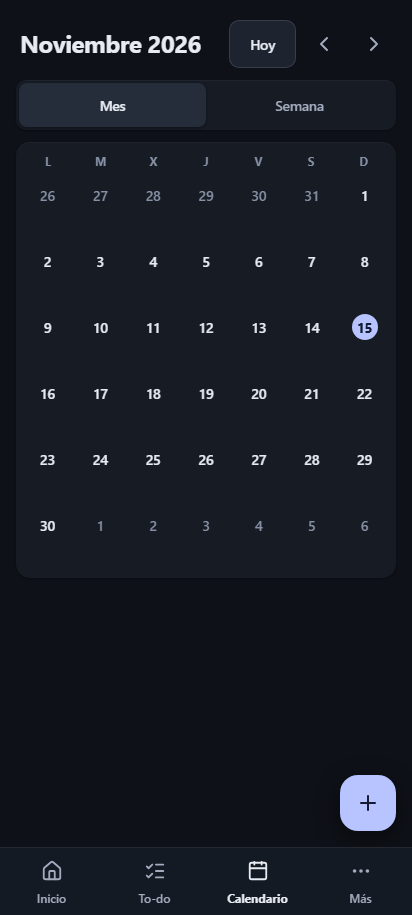 Noviembre 2026 Hoy
Mes Semana
L M X J V S D
26 27 28 29 30 31 1
2 3 4 5 6 7 8
9 10 11 12 13 14 15
16 17 18 19 20 21 22
23 24 25 26 27 28 29
30 1 2 3 4 5 6
Inicio To-do Calendario Más